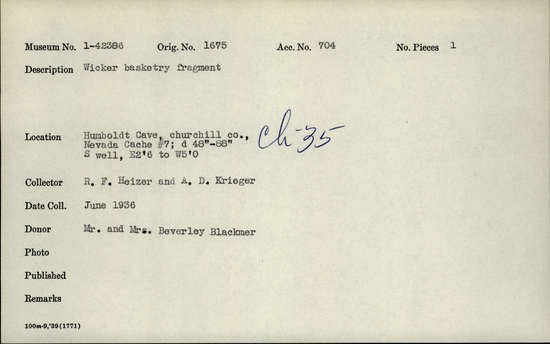 Museum No. 1-42386 Orig. No. 1675 Acc. No. 704 No. Pieces 1
Description Wicker basketry fragment
Location Humboldt Cave, churchill co.,
Nevada Cache #7; d 48"-88"
S well, E2'6 to W5'0
Ch-35
Collector R. F. Heizer and A. D. Krieger
Date Coll. June 1936
Donor Mr. and Mrs. Beverley Blackmer
Photo
Published
Remarks
100m-9,'39(1771)